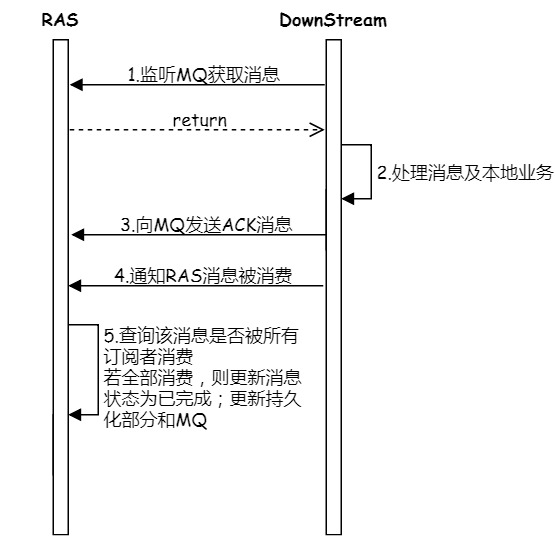 RAS
DownStream
1.监听MQ获取消息
return
2.处理消息及本地业务
3.向MQ发送ACK消息
4.通知RAS消息被消费
5.查询该消息是否被所有
订阅者消费
若全部消费，则更新消息
状态为已完成；更新持久
化部分和MQ